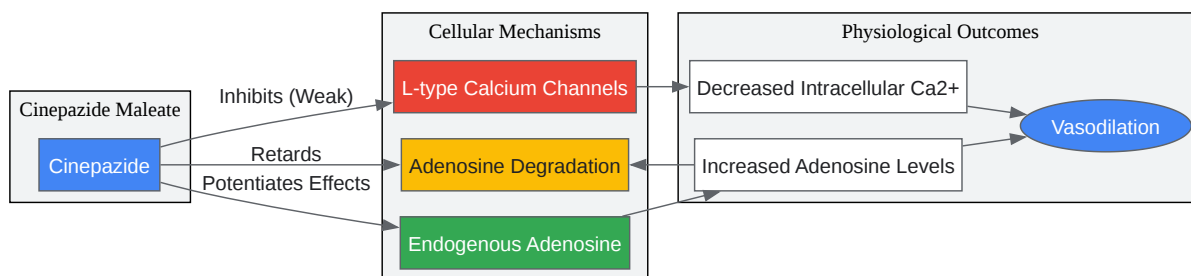 Cinepazide Maleate
Cinepazide
Inhibits (Weak)
Retards
Potentiates Effects
Cellular Mechanisms
L-type Calcium Channels
Adenosine Degradation
Endogenous Adenosine
Physiological Outcomes
Decreased Intracellular Ca2+
Increased Adenosine Levels
Vasodilation